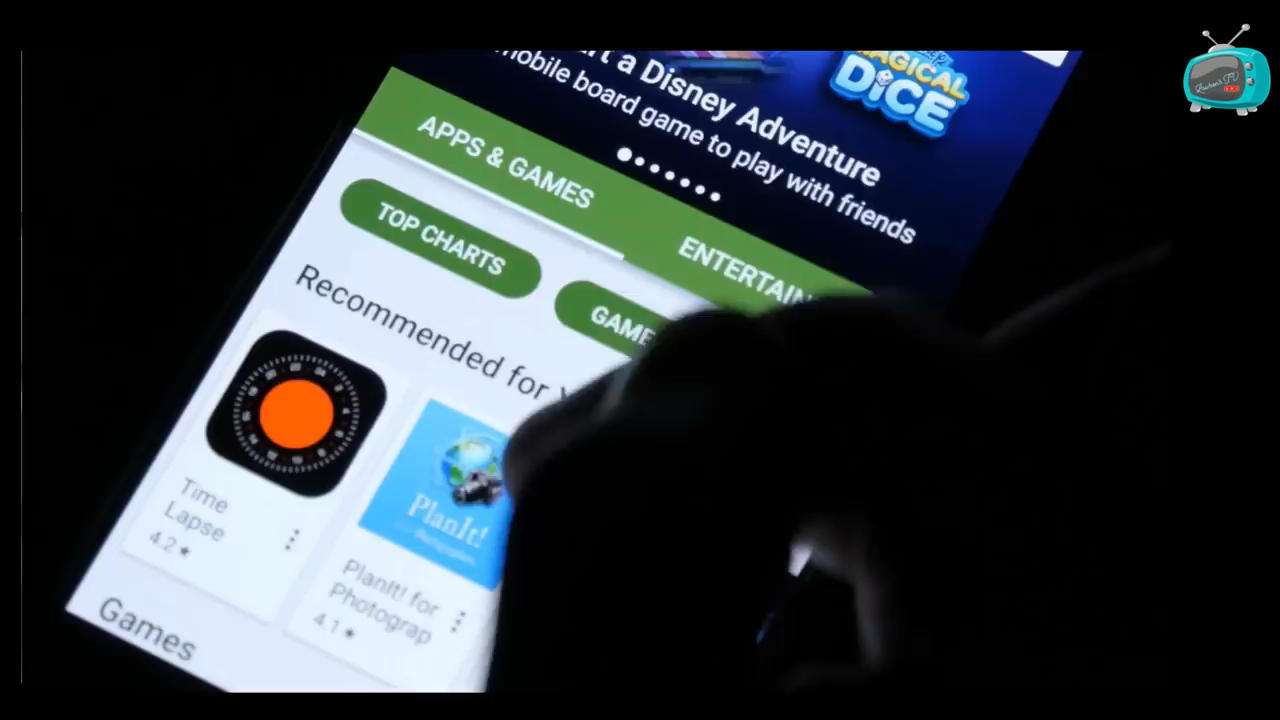 art a Disney Adventure
mobile board game to play with friends
MAGICAL
DICE
APPS & GAMES
ENTERTAIN
TOP CHARTS
GAME
Recommended for
Time
Lapse
4.2★
PlanIt!
PlanIt! for
Photograp
4.1★
Games